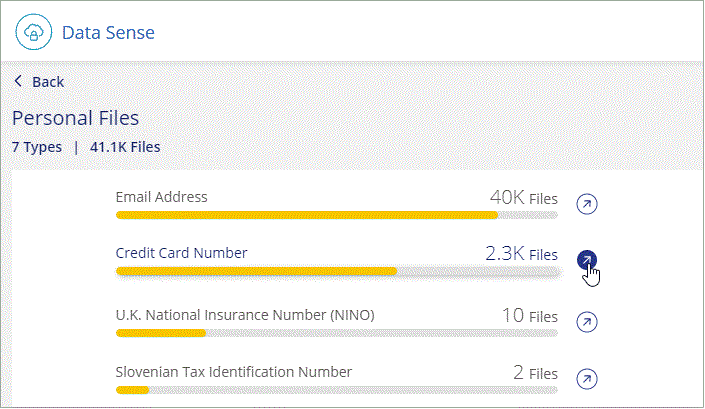 Data Sense
Back
Personal Files
7 Types | 41.1K Files
Email Address 40K Files
Credit Card Number 2.3K Files
U.K. National Insurance Number (NINO) 10 Files
Slovenian Tax Identification Number 2 Files